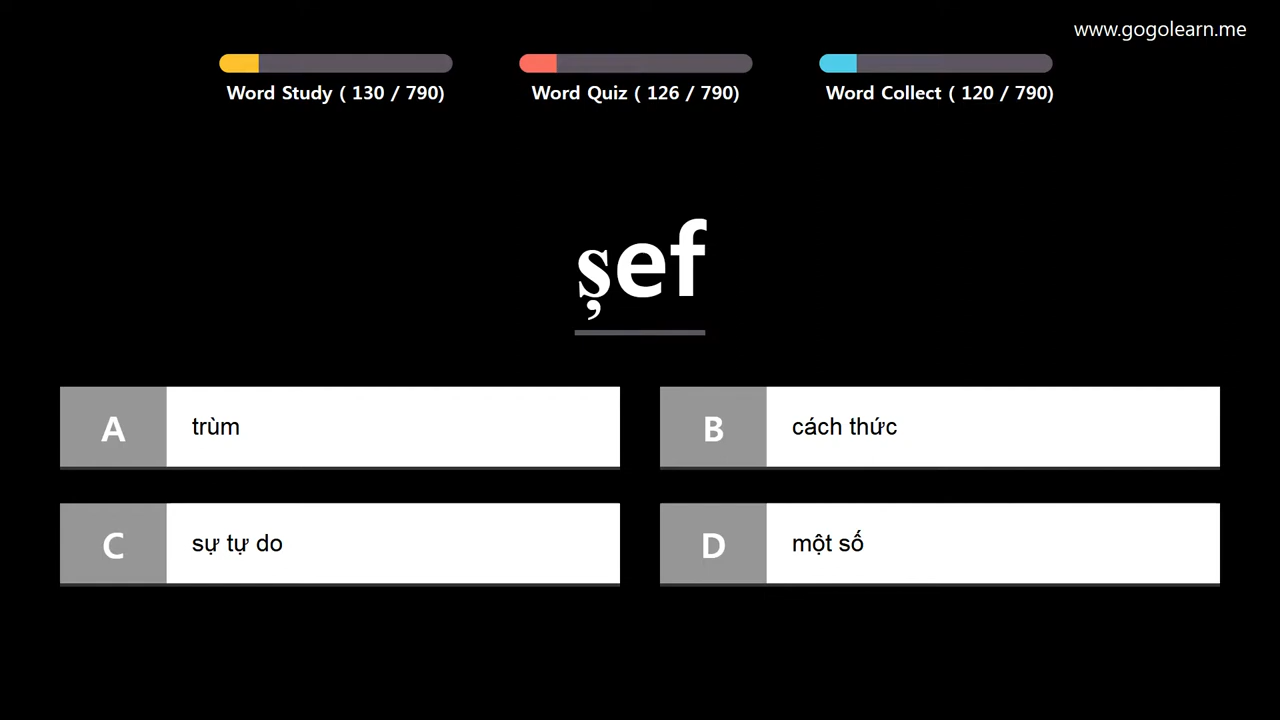 www.gogolearn.me
Word Study ( 130 / 790)
Word Quiz ( 126 / 790)
Word Collect ( 120 / 790)
șef
A trùm
B cách thức
C sự tự do
D một số